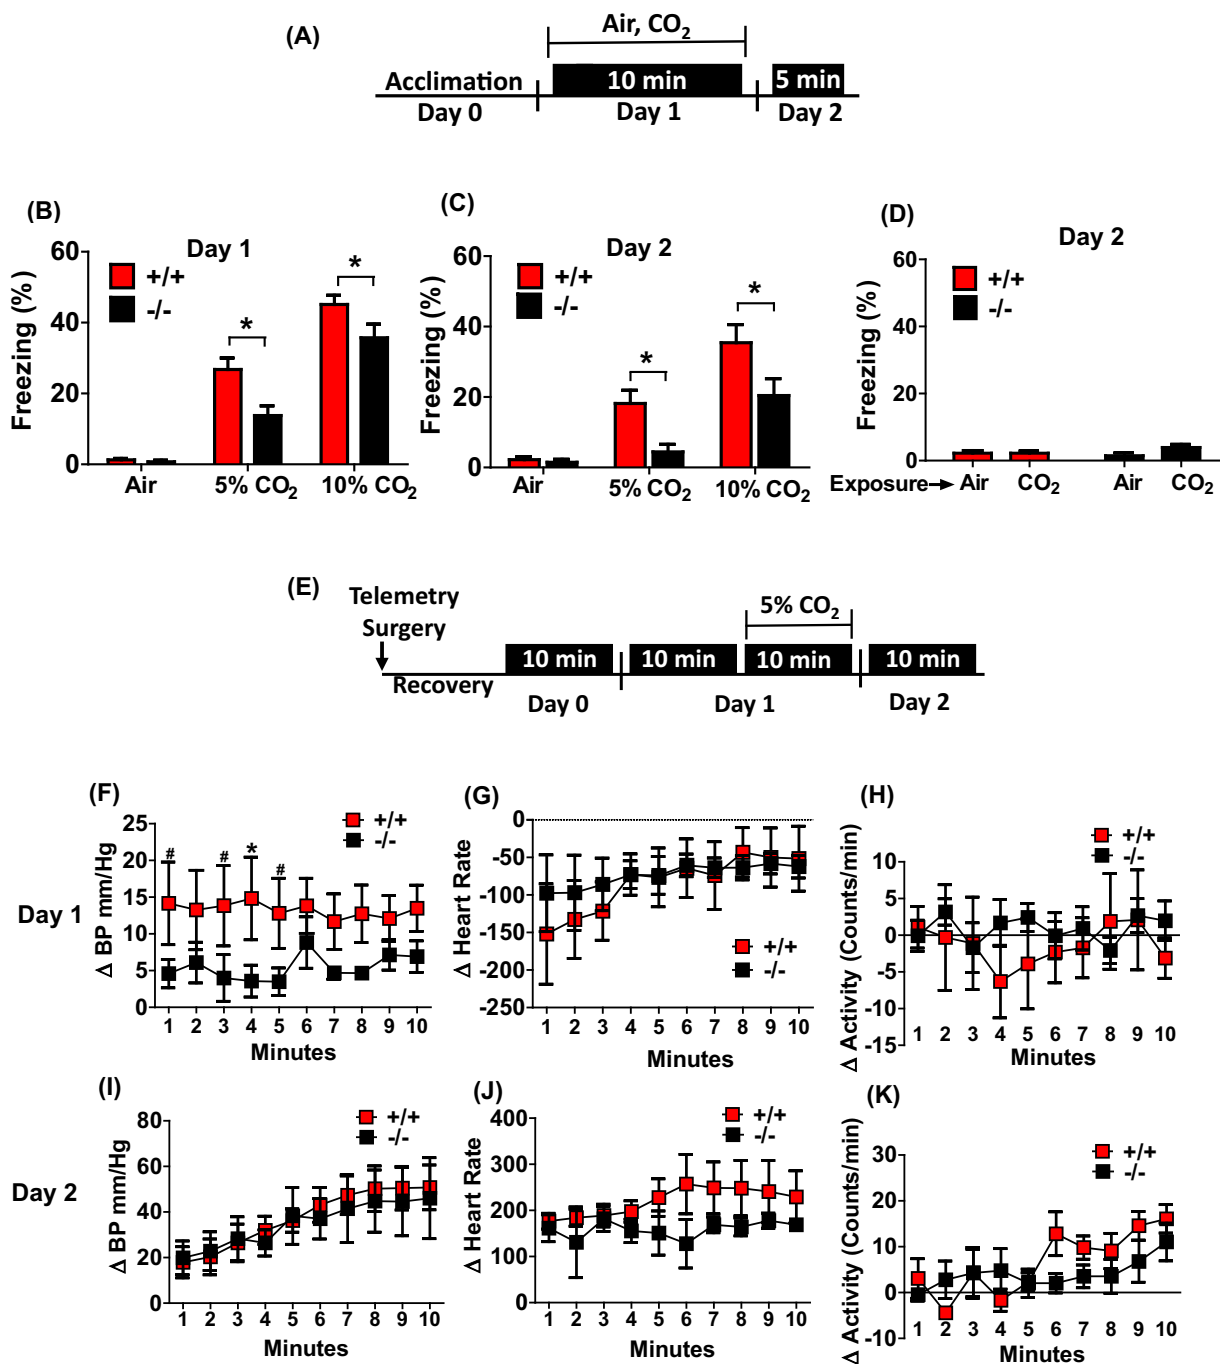 (A)
Air, CO2
Acclimation 10 min 5 min
Day 0 Day 1 Day 2
(B)
Day 1
Freezing (%)
60
40
20
0
+/+
-/-
*
*
Air 5% CO2 10% CO2
(C)
Day 2
Freezing (%)
60
40
20
0
+/+
-/-
*
*
Air 5% CO2 10% CO2
(D)
Day 2
Freezing (%)
60
40
20
0
+/+
-/-
Exposure→ Air CO2 Air CO2
(E)
Telemetry
Surgery
5% CO2
10 min 10 min 10 min 10 min
Recovery
Day 0 Day 1 Day 2
Day 1
(F)
Δ BP mm/Hg
25
20
15
10
5
0
+/+
-/-
# # * #
1 2 3 4 5 6 7 8 9 10
Minutes
(G)
Δ Heart Rate
0
-50
-100
-150
-200
-250
+/+
-/-
1 2 3 4 5 6 7 8 9 10
Minutes
(H)
Δ Activity (Counts/min)
10
5
0
-5
-10
-15
+/+
-/-
1 2 3 4 5 6 7 8 9 10
Minutes
Day 2
(I)
Δ BP mm/Hg
80
60
40
20
0
+/+
-/-
1 2 3 4 5 6 7 8 9 10
Minutes
(J)
Δ Heart Rate
400
300
200
100
0
+/+
-/-
1 2 3 4 5 6 7 8 9 10
Minutes
(K)
Δ Activity (Counts/min)
30
20
10
0
-10
+/+
-/-
1 2 3 4 5 6 7 8 9 10
Minutes